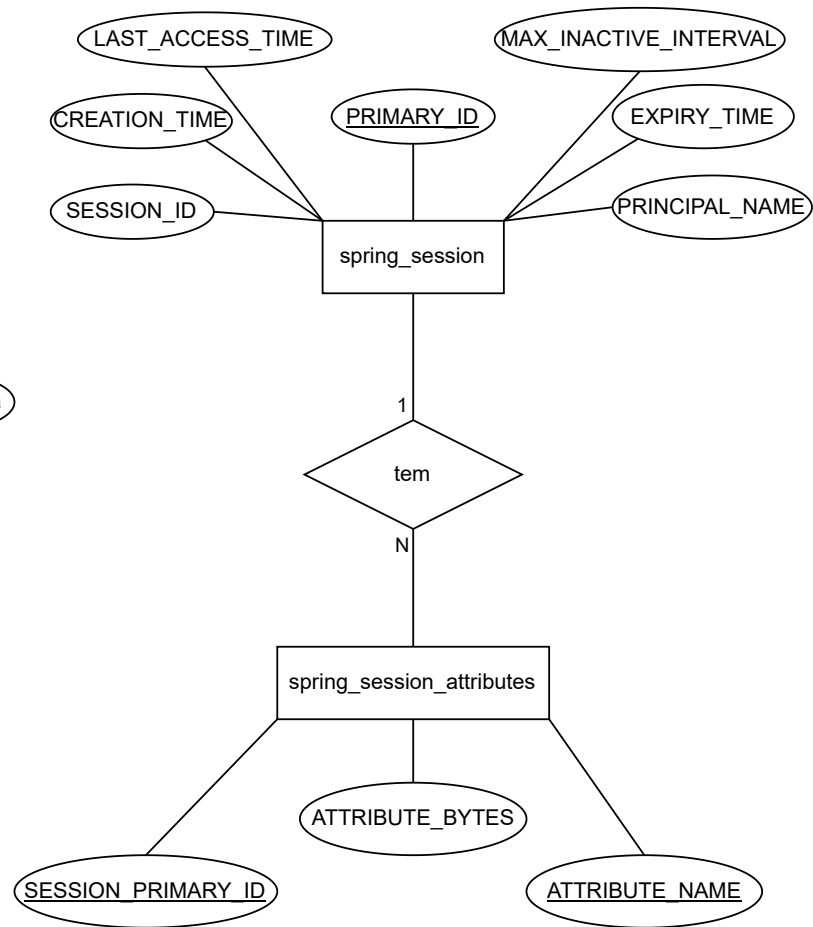 LAST_ACCESS_TIME
MAX_INACTIVE_INTERVAL
CREATION_TIME
PRIMARY_ID
EXPIRY_TIME
SESSION_ID
PRINCIPAL_NAME
spring_session
1
tem
N
spring_session_attributes
ATTRIBUTE_BYTES
SESSION_PRIMARY_ID
ATTRIBUTE_NAME